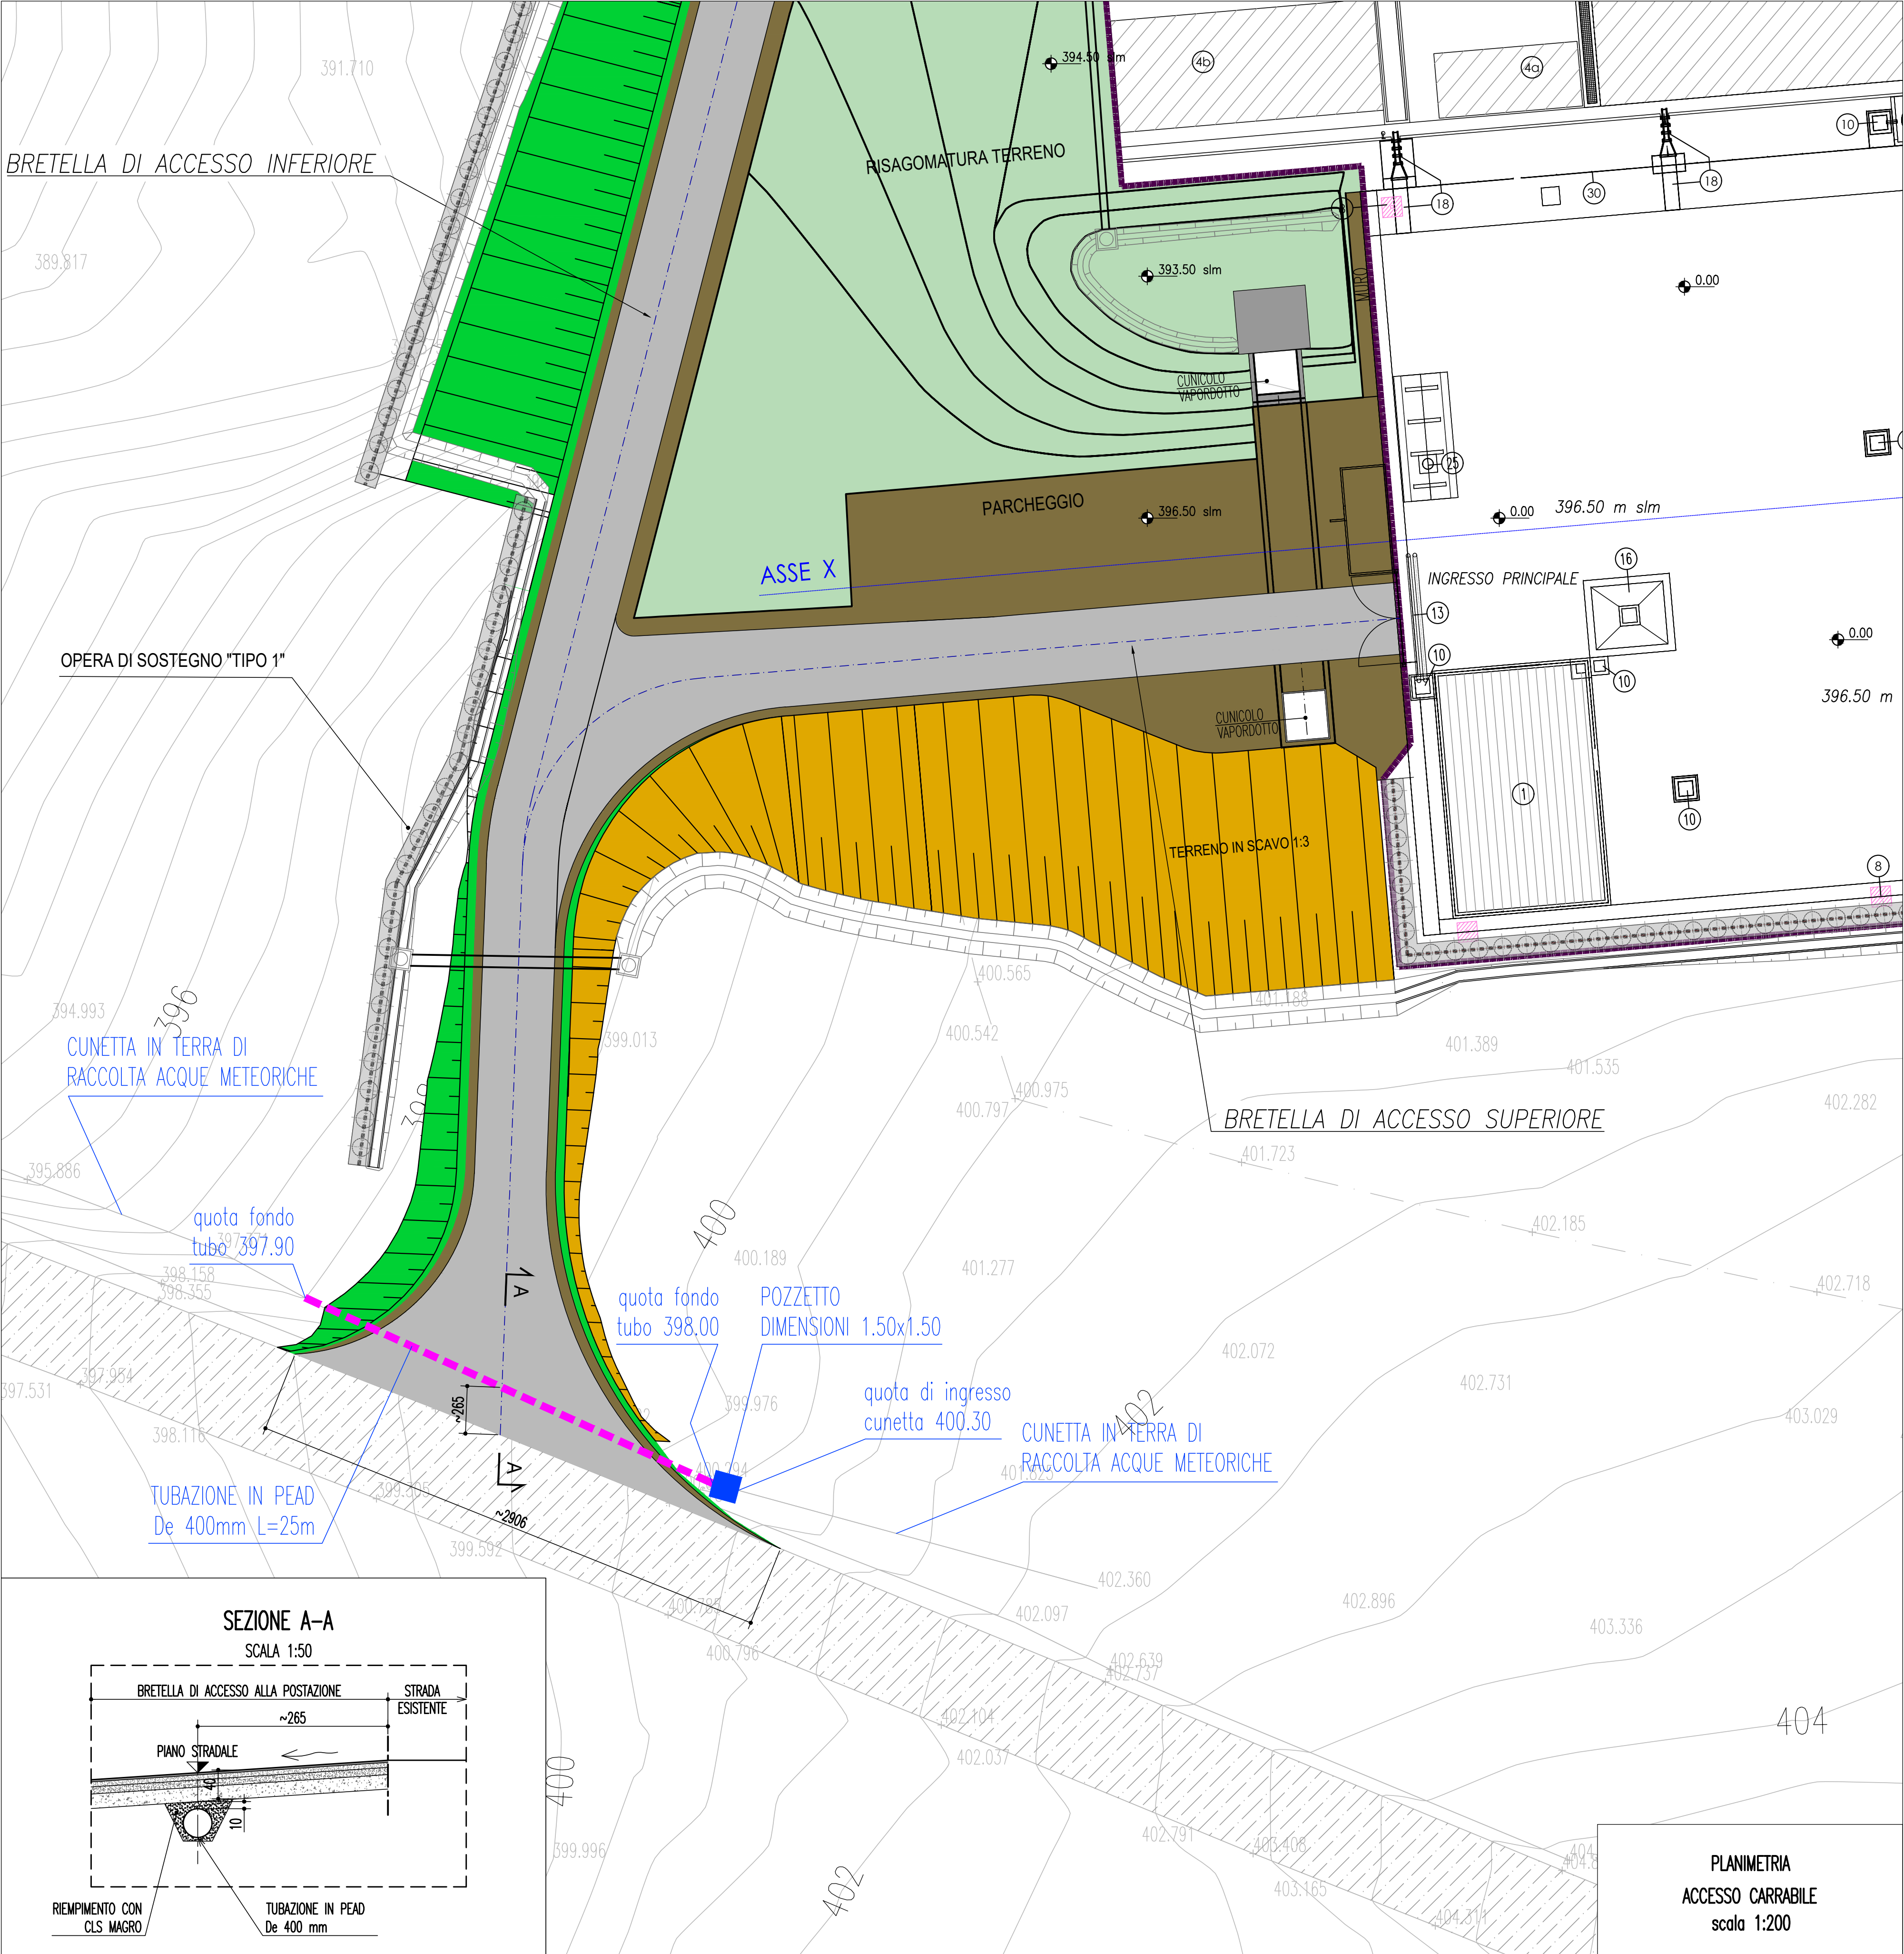 391.710
394.50 slm
4b
4a
10
BRETELLA DI ACCESSO INFERIORE
RISAGOMATURA TERRENO
18
30
18
389.817
393.50 slm
MURO
0.00
CUNICOLO
VAPORDOTTO
25
PARCHEGGIO
396.50 slm
0.00
396.50 m slm
ASSE X
INGRESSO PRINCIPALE
16
13
0.00
OPERA DI SOSTEGNO "TIPO 1"
10
10
396.50 m
CUNICOLO
VAPORDOTTO
1
10
TERRENO IN SCAVO 1:3
8
400.565
401.188
394.993
396
399.013
400.542
401.389
401.535
CUNETTA IN TERRA DI
RACCOLTA ACQUE METEORICHE
400.975
400.797
402.282
BRETELLA DI ACCESSO SUPERIORE
395.886
401.723
quota fondo
tubo 397.90
400
402.185
400.189
401.277
398.158
398.355
402.718
A
quota fondo
tubo 398.00
POZZETTO
DIMENSIONI 1.50x1.50
402.072
397.531
397.954
402.731
~265
399.976
quota di ingresso
cunetta 400.30
402
403.029
398.116
CUNETTA IN TERRA DI
RACCOLTA ACQUE METEORICHE
A
400.294
TUBAZIONE IN PEAD
De 400mm L=25m
~2906
399.592
402.360
400.785
402.097
402.896
403.336
400.796
402.639
402.737
SEZIONE A-A
SCALA 1:50
BRETELLA DI ACCESSO ALLA POSTAZIONE
STRADA
ESISTENTE
~265
PIANO STRADALE
40
10
RIEMPIMENTO CON
CLS MAGRO
TUBAZIONE IN PEAD
De 400 mm
402.104
402.037
404
400
399.996
402
402.791
403.408
403.165
404.311
PLANIMETRIA
ACCESSO CARRABILE
scala 1:200